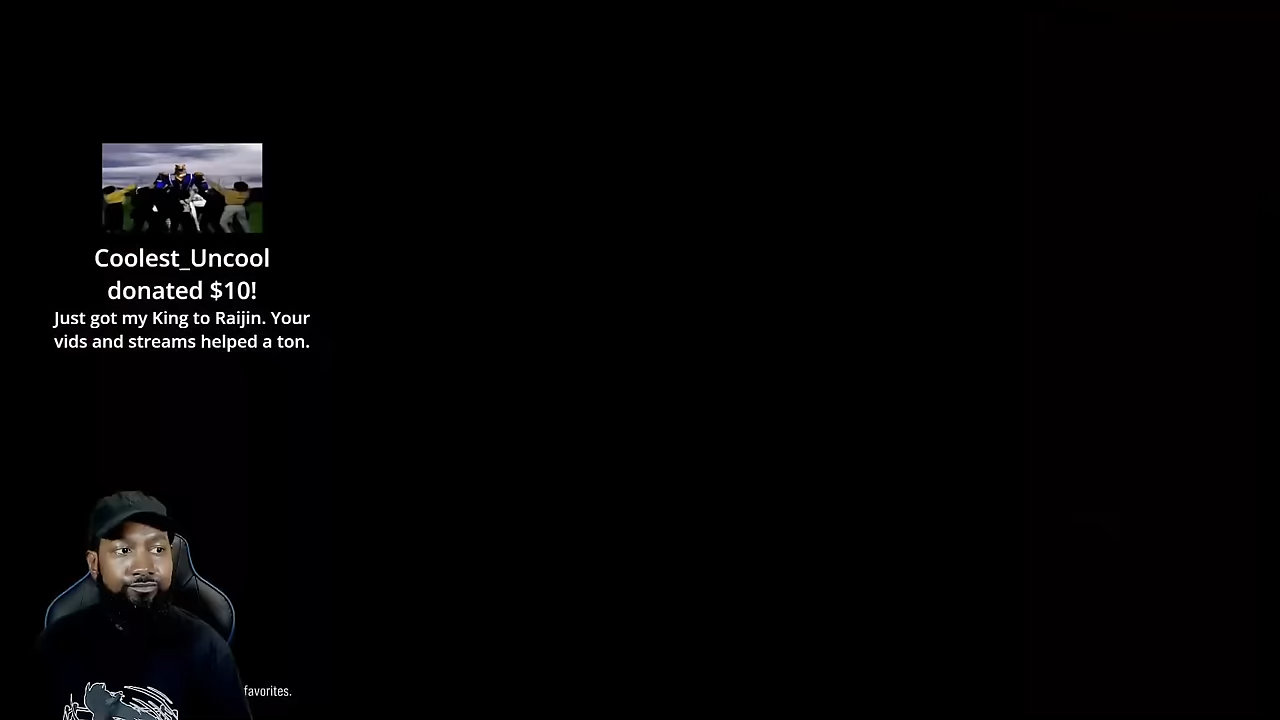 Coolest_Uncool
donated $10!
Just got my King to Raijin. Your
vids and streams helped a ton.
favorites.